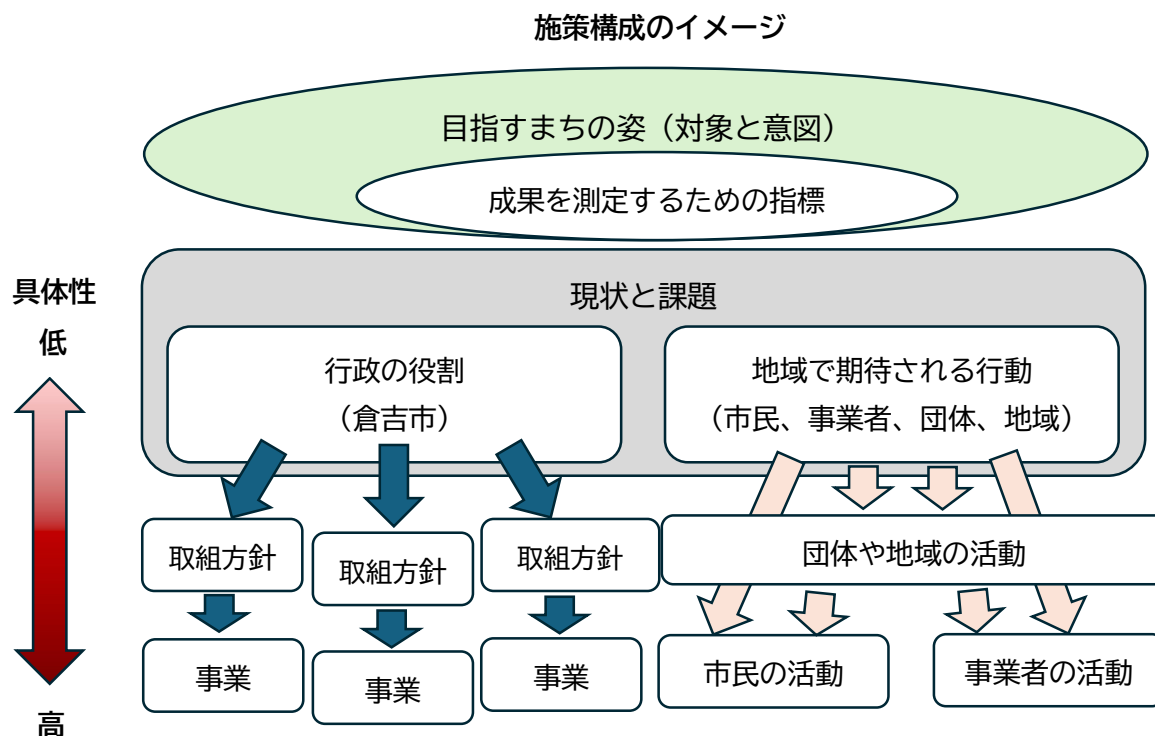 施策構成のイメージ
目指すまちの姿（対象と意図）
成果を測定するための指標
具体性
低
高
現状と課題
行政の役割
（倉吉市）
地域で期待される行動
（市民、事業者、団体、地域）
取組方針
取組方針
取組方針
団体や地域の活動
事業
事業
事業
市民の活動
事業者の活動